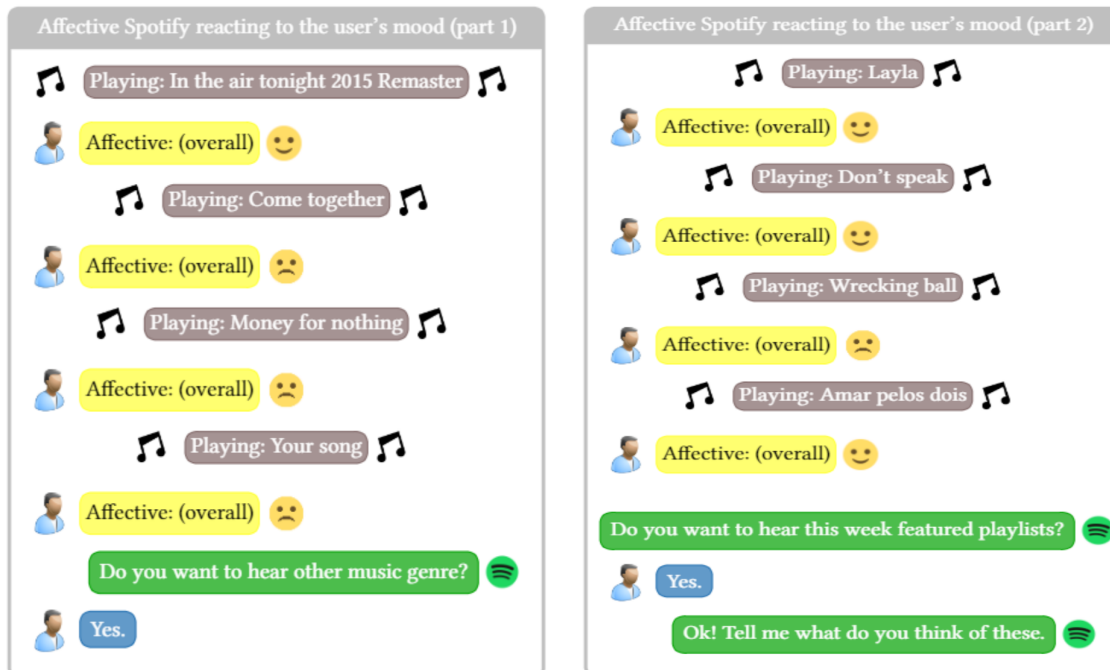 Affective Spotify reacting to the user's mood (part 1)
Playing: In the air tonight 2015 Remaster
Affective: (overall)
Playing: Come together
Affective: (overall)
Playing: Money for nothing
Affective: (overall)
Playing: Your song
Affective: (overall)
Do you want to hear other music genre?
Yes.
Affective Spotify reacting to the user's mood (part 2)
Playing: Layla
Affective: (overall)
Playing: Don't speak
Affective: (overall)
Playing: Wrecking ball
Affective: (overall)
Playing: Amar pelos dois
Affective: (overall)
Do you want to hear this week featured playlists?
Yes.
Ok! Tell me what do you think of these.